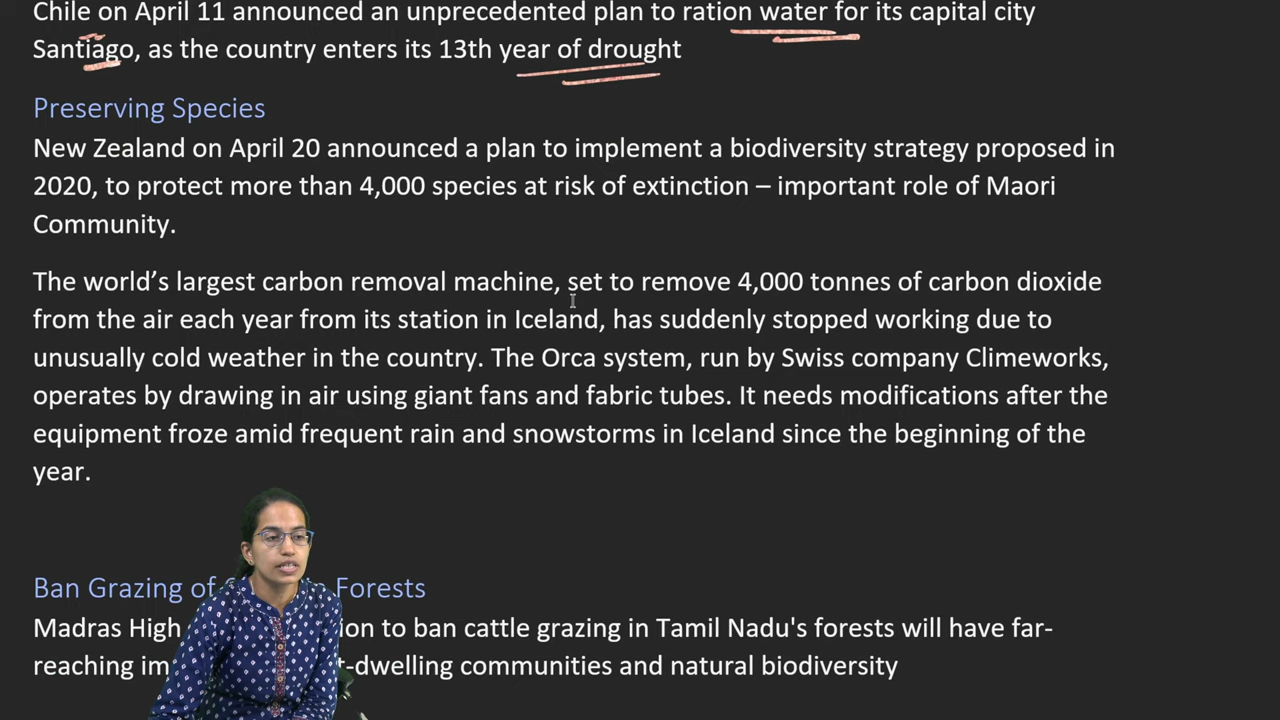 Chile on April 11 announced an unprecedented plan to ration water for its capital city
Santiago, as the country enters its 13th year of drought
Preserving Species
New Zealand on April 20 announced a plan to implement a biodiversity strategy proposed in
2020, to protect more than 4,000 species at risk of extinction – important role of Maori
Community.
The world’s largest carbon removal machine, set to remove 4,000 tonnes of carbon dioxide
from the air each year from its station in Iceland, has suddenly stopped working due to
unusually cold weather in the country. The Orca system, run by Swiss company Climeworks,
operates by drawing in air using giant fans and fabric tubes. It needs modifications after the
equipment froze amid frequent rain and snowstorms in Iceland since the beginning of the
year.
Ban Grazing of Forests
Madras High to ban cattle grazing in Tamil Nadu's forests will have far-
reaching -dwelling communities and natural biodiversity